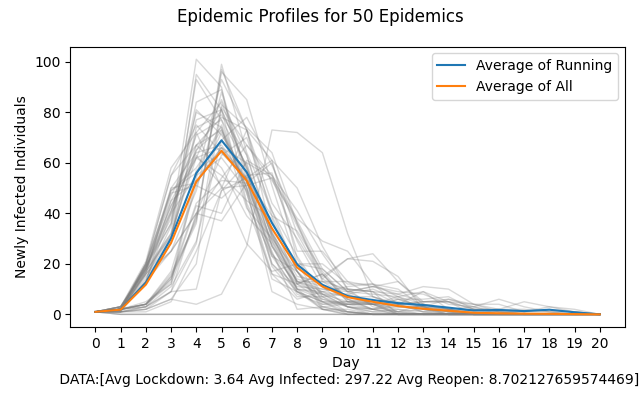 Epidemic Profiles for 50 Epidemics
Newly Infected Individuals
100
80
60
40
20
0
Average of Running
Average of All
0 1 2 3 4 5 6 7 8 9 10 11 12 13 14 15 16 17 18 19 20
Day
DATA:[Avg Lockdown: 3.64 Avg Infected: 297.22 Avg Reopen: 8.702127659574469]